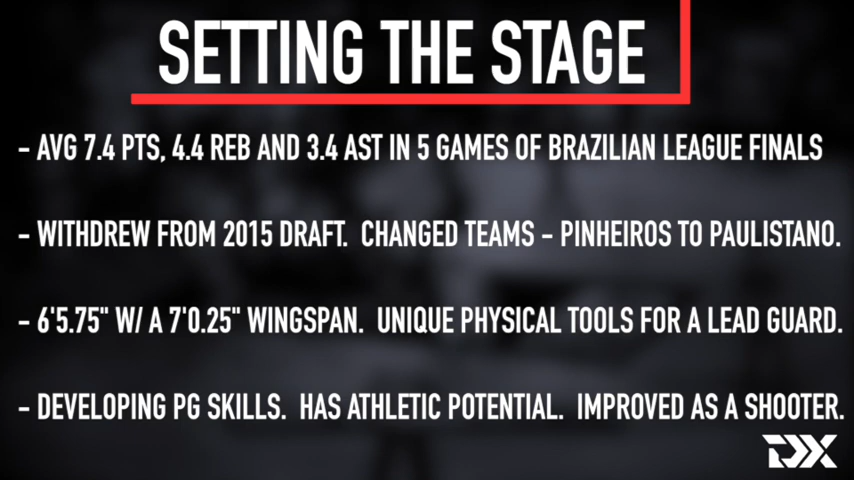 SETTING THE STAGE
- AVG 7.4 PTS, 4.4 REB AND 3.4 AST IN 5 GAMES OF BRAZILIAN LEAGUE FINALS
- WITHDREW FROM 2015 DRAFT. CHANGED TEAMS - PINHEIROS TO PAULISTANO.
- 6'5.75" W/ A 7'0.25" WINGSPAN. UNIQUE PHYSICAL TOOLS FOR A LEAD GUARD.
- DEVELOPING PG SKILLS. HAS ATHLETIC POTENTIAL. IMPROVED AS A SHOOTER.
DX